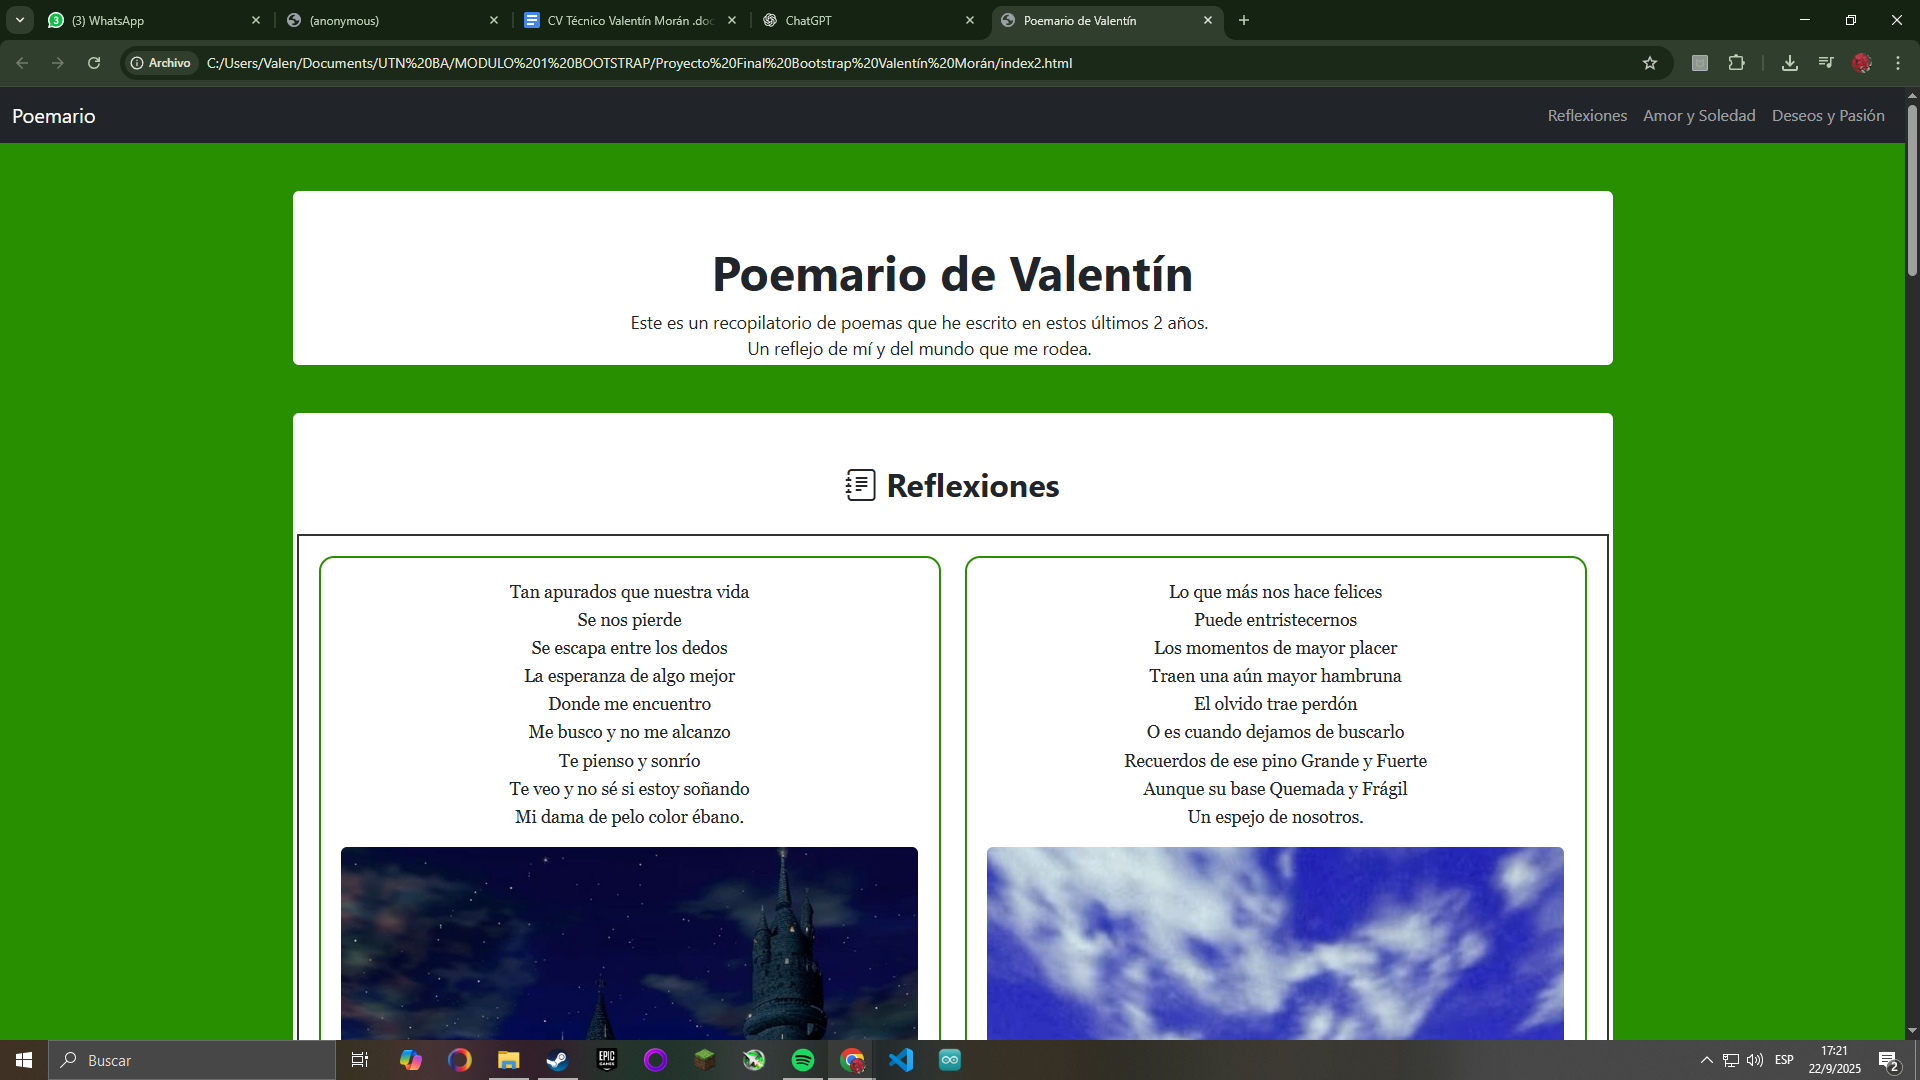 (3) WhatsApp
(anonymous)
CV Técnico Valentín Morán .doc
ChatGPT
Poemario de Valentín
Archivo
C:/Users/Valen/Documents/UTN%20BA/MODULO%201%20BOOTSTRAP/Proyecto%20Final%20Bootstrap%20Valentín%20Morán/index2.html
Poemario
Reflexiones
Amor y Soledad
Deseos y Pasión
Poemario de Valentín
Este es un recopilatorio de poemas que he escrito en estos últimos 2 años.
Un reflejo de mí y del mundo que me rodea.
Reflexiones
Tan apurados que nuestra vida
Se nos pierde
Se escapa entre los dedos
La esperanza de algo mejor
Donde me encuentro
Me busco y no me alcanzo
Te pienso y sonrío
Te veo y no sé si estoy soñando
Mi dama de pelo color ébano.
Lo que más nos hace felices
Puede entristecernos
Los momentos de mayor placer
Traen una aún mayor hambruna
El olvido trae perdón
O es cuando dejamos de buscarlo
Recuerdos de ese pino Grande y Fuerte
Aunque su base Quemada y Frágil
Un espejo de nosotros.
Buscar
EPIC
GAMES
ESP
17:21
22/9/2025
2